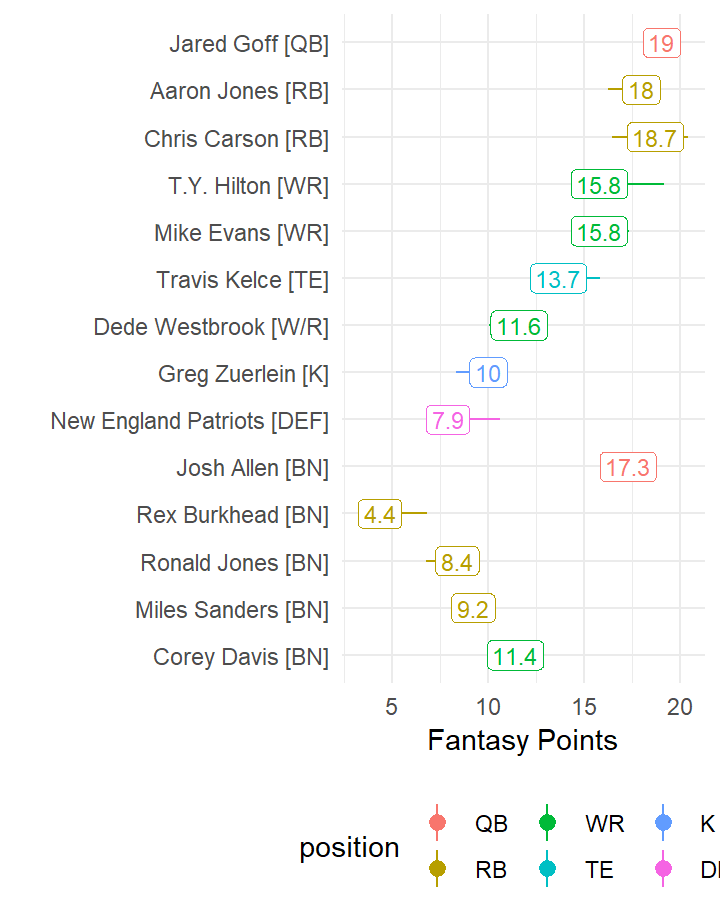 Jared Goff [QB] 19
Aaron Jones [RB] 18
Chris Carson [RB] 18.7
T.Y. Hilton [WR] 15.8
Mike Evans [WR] 15.8
Travis Kelce [TE] 13.7
Dede Westbrook [W/R] 11.6
Greg Zuerlein [K] 10
New England Patriots [DEF] 7.9
Josh Allen [BN] 17.3
Rex Burkhead [BN] 4.4
Ronald Jones [BN] 8.4
Miles Sanders [BN] 9.2
Corey Davis [BN] 11.4
5 10 15 20
Fantasy Points
position
QB WR K
RB TE